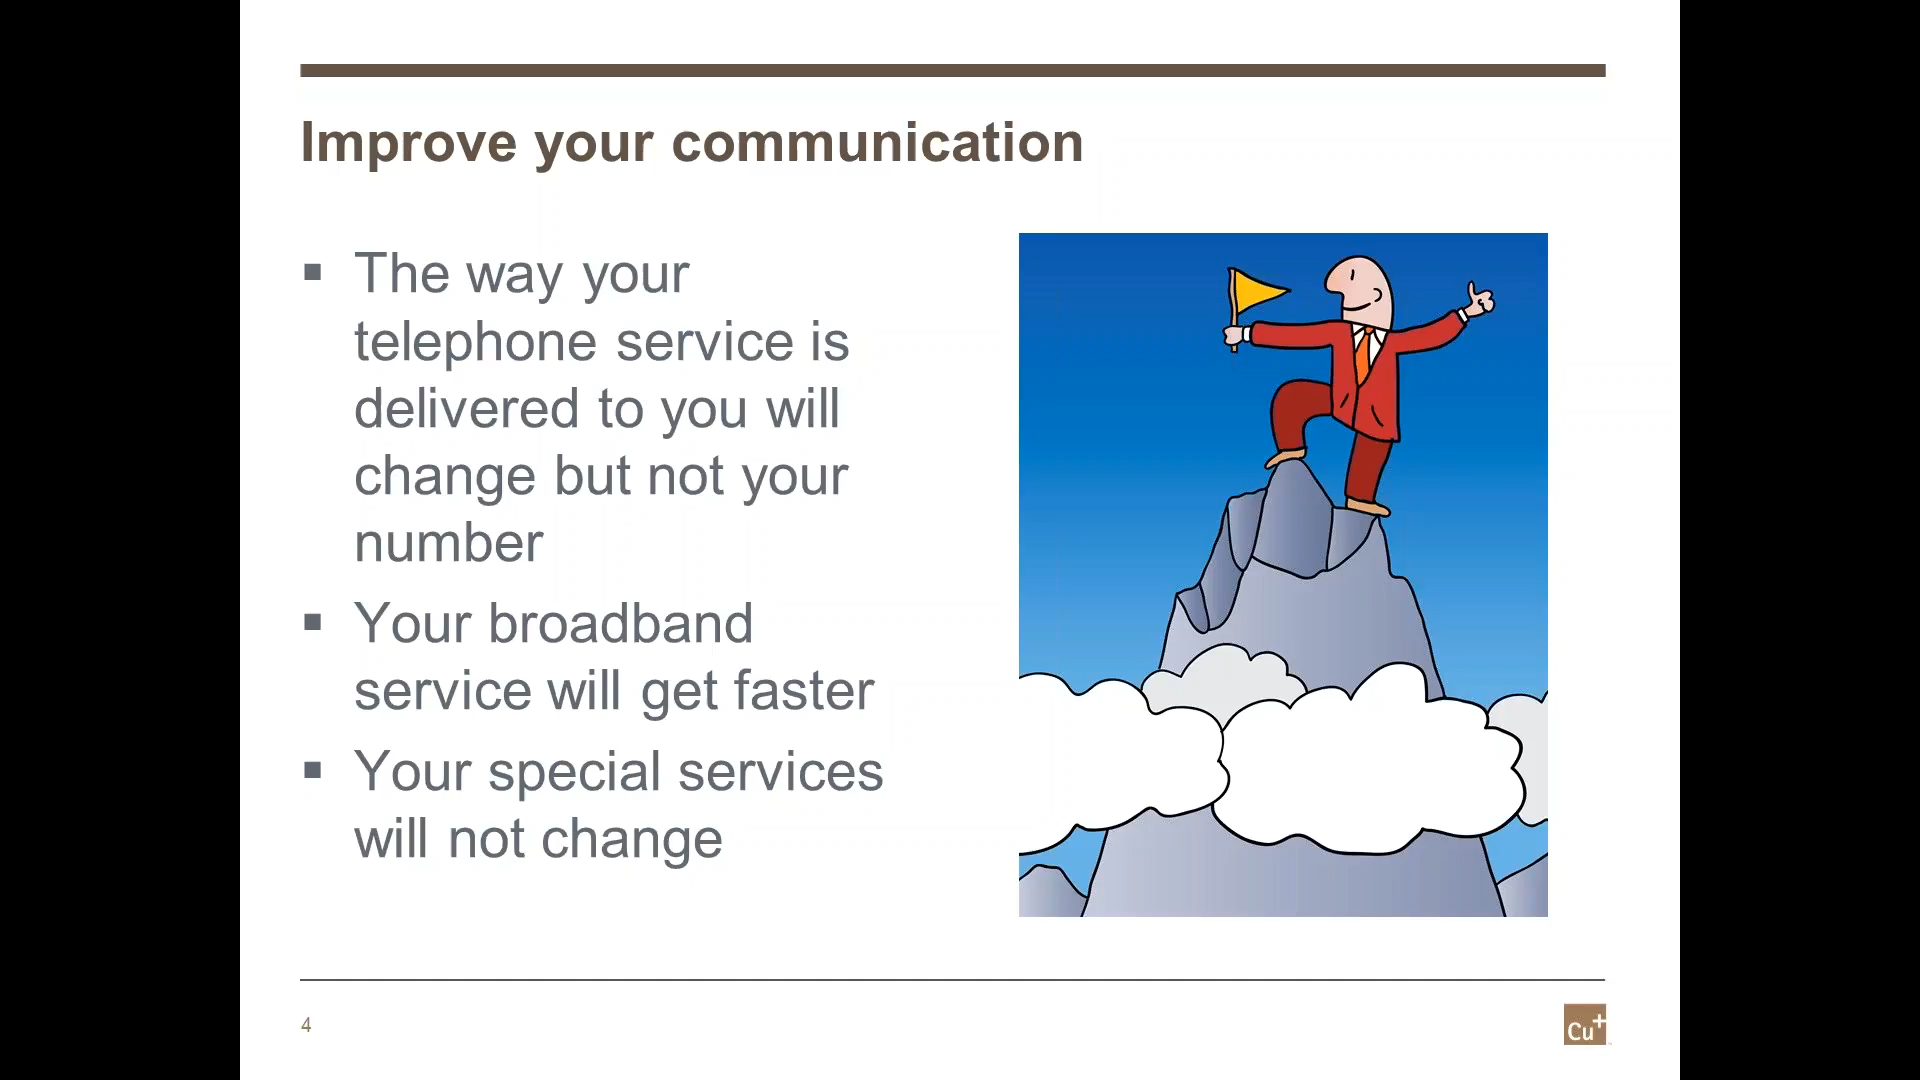 Improve your communication
▪ The way your
telephone service is
delivered to you will
change but not your
number
▪ Your broadband
service will get faster
▪ Your special services
will not change
4
Cu+